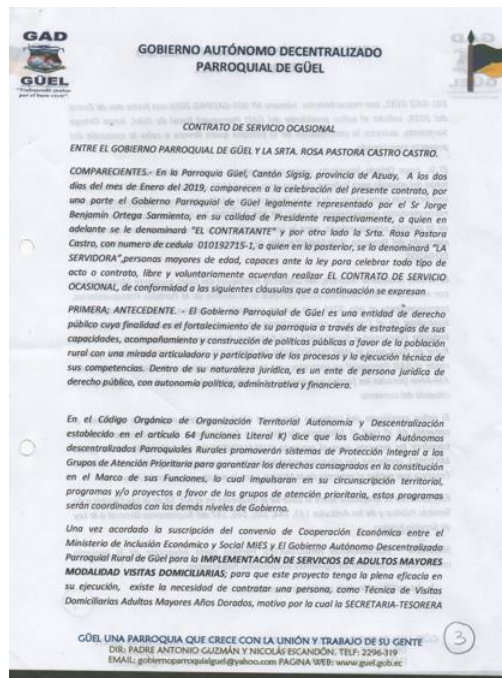 GAD
GÜEL
"Trabajando juntos
por el buen vivir"
GAD
GÜEL
GOBIERNO AUTÓNOMO DECENTRALIZADO
PARROQUIAL DE GÜEL
CONTRATO DE SERVICIO OCASIONAL
ENTRE EL GOBIERNO PARROQUIAL DE GÜEL Y LA SRTA. ROSA PASTORA CASTRO CASTRO.
COMPARECIENTES.- En la Parroquia Güel, Cantón Sigsig, provincia de Azuay, A los dos
días del mes de Enero del 2019, comparecen a la celebración del presente contrato, por
una parte el Gobierno Parroquial de Güel legalmente representado por el Sr Jorge
Benjamín Ortega Sarmiento, en su calidad de Presidente respectivamente, a quien en
adelante se le denominará "EL CONTRATANTE" y por otro lado la Srta. Rosa Pastora
Castro, con numero de cedula 010192715-1, a quien en lo posterior, se lo denominará "LA
SERVIDORA",personas mayores de edad, capaces ante la ley para celebrar todo tipo de
acto o contrato, libre y voluntariamente acuerdan realizar EL CONTRATO DE SERVICIO
OCASIONAL, de conformidad a las siguientes cláusulas que a continuación se expresan
PRIMERA; ANTECEDENTE. - El Gobierno Parroquial de Güel es una entidad de derecho
público cuya finalidad es el fortalecimiento de su parroquia a través de estrategias de sus
capacidades, acompañamiento y construcción de políticas públicas a favor de la población
rural con una mirada articuladora y participativa de los procesos y la ejecución técnica de
sus competencias. Dentro de su naturaleza jurídica, es un ente de persona jurídica de
derecho público, con autonomía política, administrativa y financiera.
En el Código Orgánico de Organización Territorial Autonomía y Descentralización
establecido en el artículo 64 funciones Literal K) dice que los Gobierno Autónomos
descentralizados Parroquiales Rurales promoverán sistemas de Protección Integral a los
Grupos de Atención Prioritaria para garantizar los derechos consagrados en la constitución
en el Marco de sus Funciones, lo cual impulsaran en su circunscripción territorial,
programas y/o proyectos a favor de los grupos de atención prioritaria, estos programas
serán coordinados con los demás niveles de Gobierno.
Una vez acordado la suscripción del convenio de Cooperación Económica entre el
Ministerio de Inclusión Económico y Social MIES y El Gobierno Autónomo Descentralizado
Parroquial Rural de Güel para la IMPLEMENTACIÓN DE SERVICIOS DE ADULTOS MAYORES
MODALIDAD VISITAS DOMICILIARIAS; para que este proyecto tenga la plena eficacia en
su ejecución, existe la necesidad de contratar una persona, como Técnica de Visitas
Domiciliarias Adultos Mayores Años Dorados, motivo por la cual la SECRETARIA-TESORERA
GÜEL UNA PARROQUIA QUE CRECE CON LA UNIÓN Y TRABAJO DE SU GENTE
DIR: PADRE ANTONIO GUZMÁN Y NICOLÁS ESCANDÓN. TELF: 2296-319
EMAIL: gobiernoparroquialguel@yahoo.com PAGINA WEB: www.guel.gob.ec
3